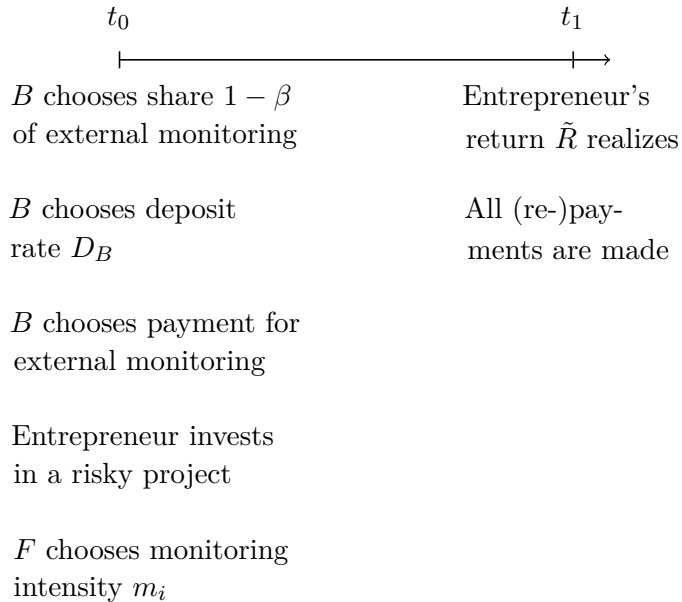 t₀ t₁
B chooses share 1 − β
of external monitoring
Entrepreneur's
return R̃ realizes
B chooses deposit
rate D_B
All (re-)pay-
ments are made
B chooses payment for
external monitoring
Entrepreneur invests
in a risky project
F chooses monitoring
intensity m_i